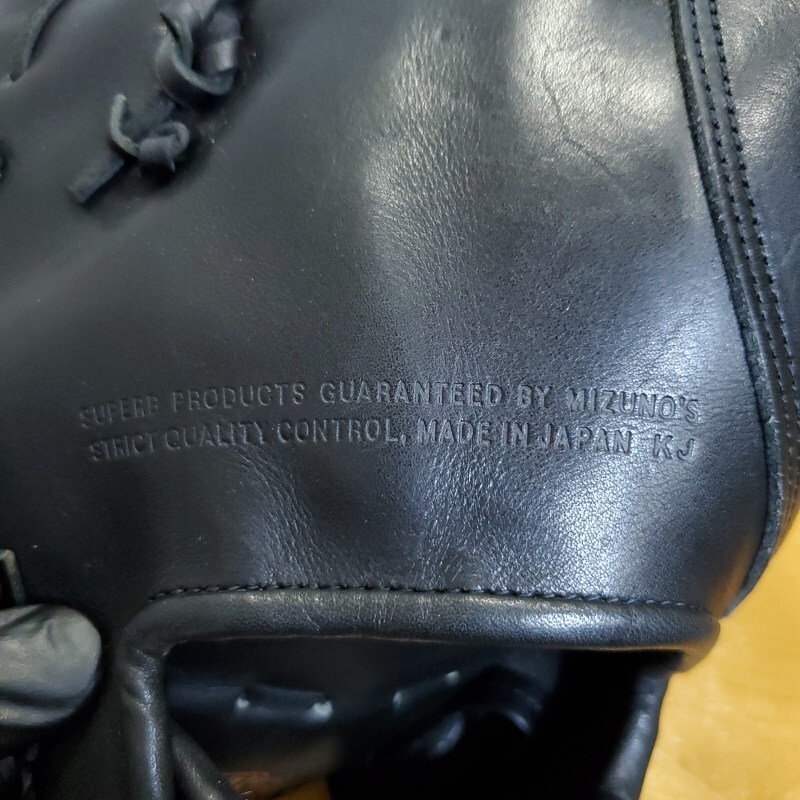 SUPERB PRODUCTS GUARANTEED BY MIZUNO'S
STRICT QUALITY CONTROL, MADE IN JAPAN KJ